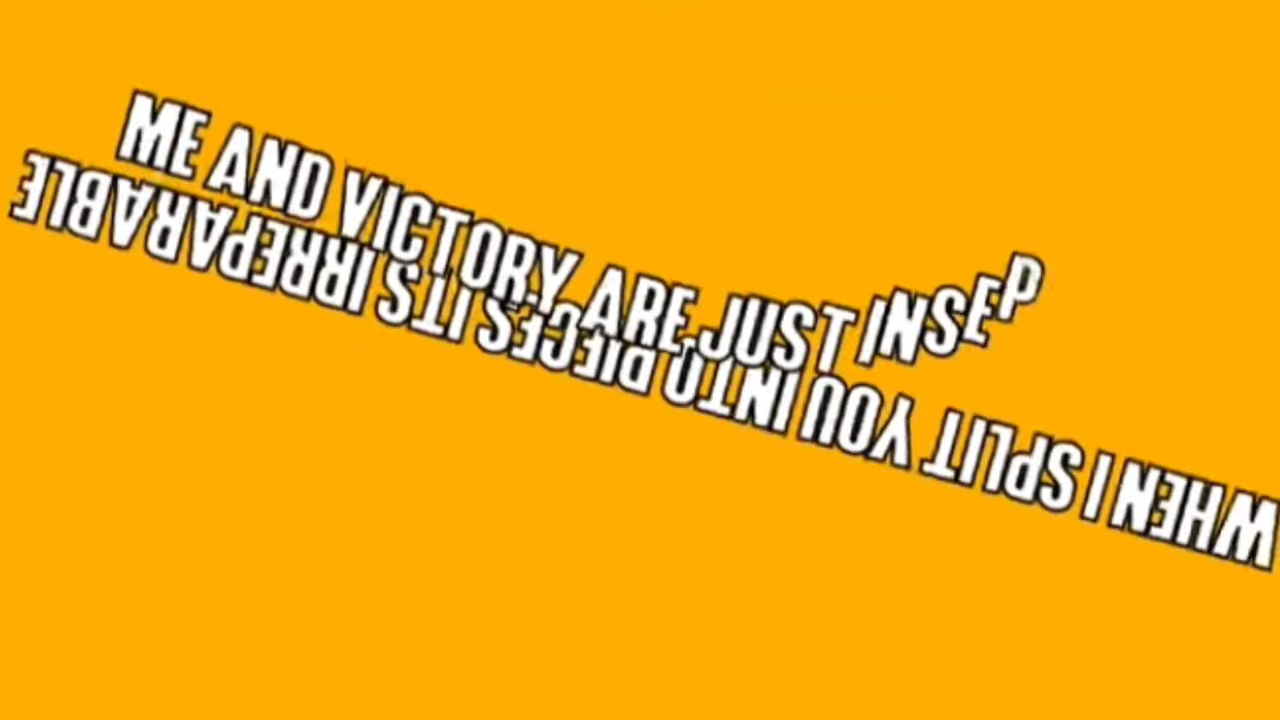 ME AND VICTORY ARE JUST INSEP
WHEN I SPLIT YOU INTO PIECES ITS IRREPARABLE